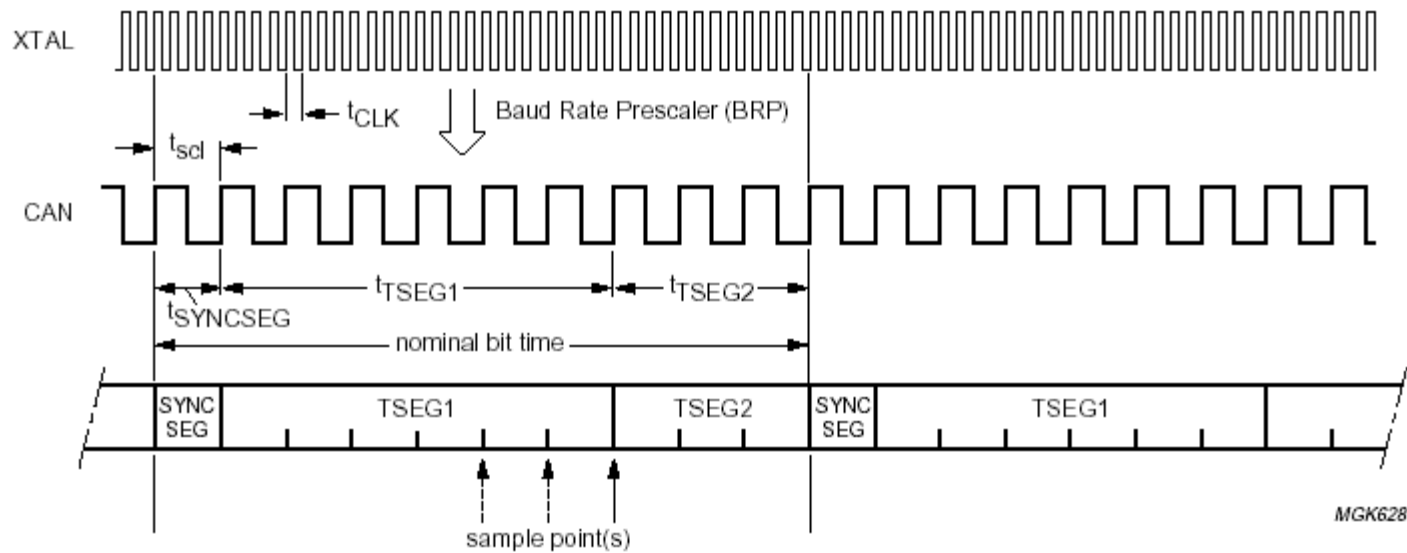 XTAL
tCLK
Baud Rate Prescaler (BRP)
tscl
CAN
tTSEG1
tTSEG2
tSYNCSEG
nominal bit time
SYNC SEG
TSEG1
TSEG2
SYNC SEG
TSEG1
sample point(s)
MGK628